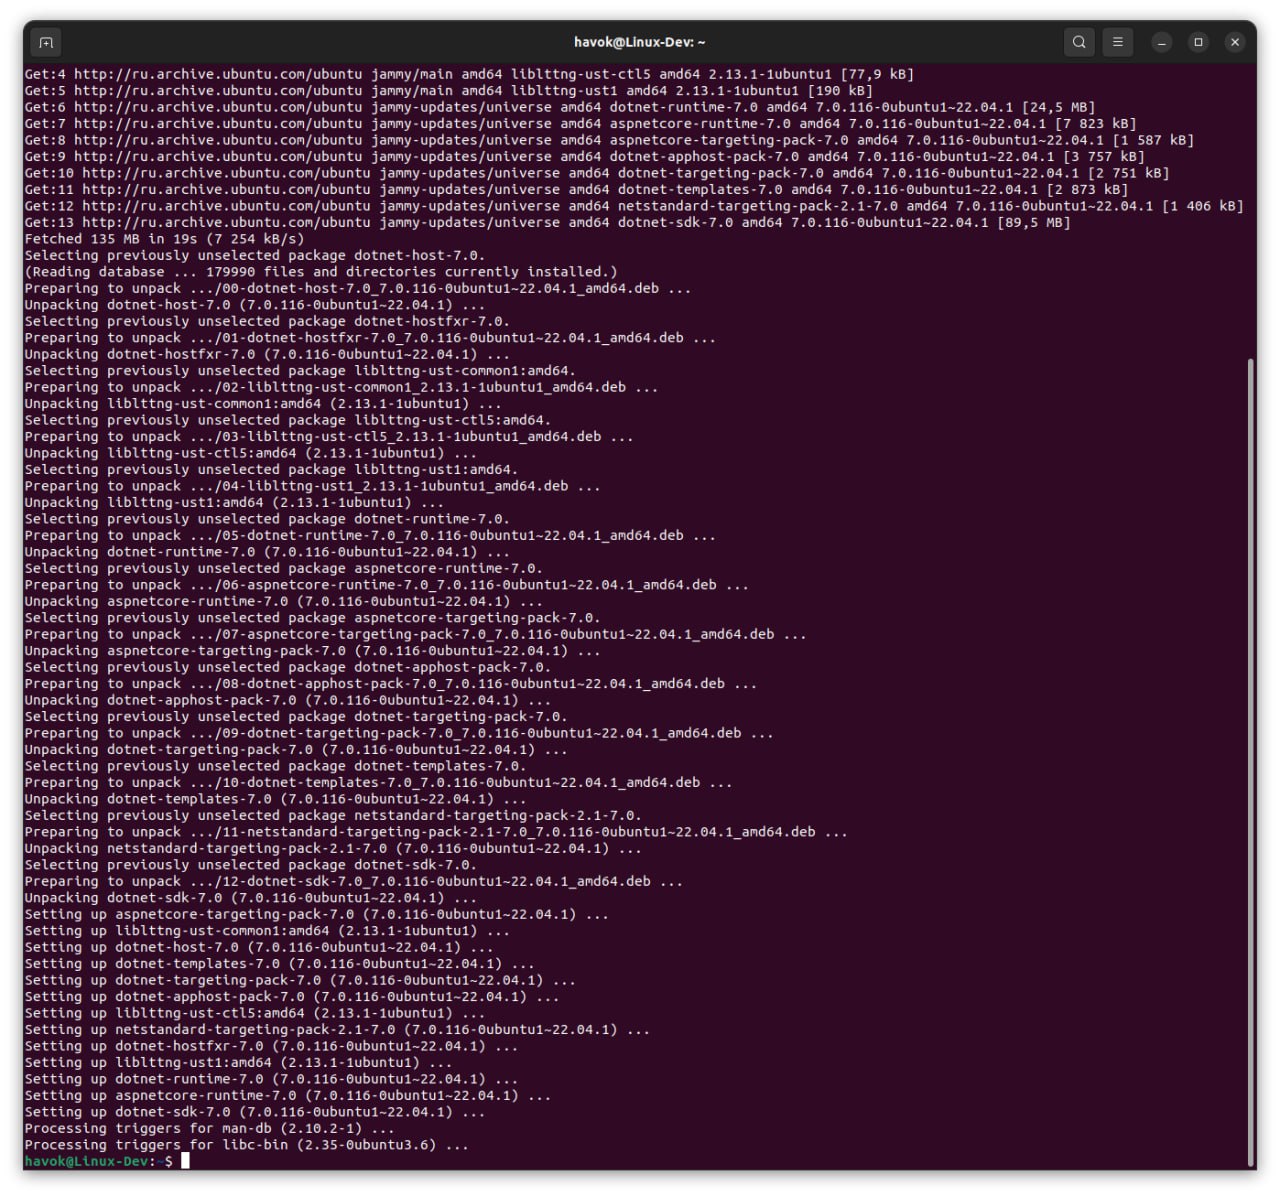 havok@Linux-Dev: ~
Get:4 http://ru.archive.ubuntu.com/ubuntu jammy/main amd64 liblttng-ust-ctl5 amd64 2.13.1-1ubuntu1 [77,9 kB]
Get:5 http://ru.archive.ubuntu.com/ubuntu jammy/main amd64 liblttng-ust1 amd64 2.13.1-1ubuntu1 [190 kB]
Get:6 http://ru.archive.ubuntu.com/ubuntu jammy-updates/universe amd64 dotnet-runtime-7.0 amd64 7.0.116-0ubuntu1~22.04.1 [24,5 MB]
Get:7 http://ru.archive.ubuntu.com/ubuntu jammy-updates/universe amd64 aspnetcore-runtime-7.0 amd64 7.0.116-0ubuntu1~22.04.1 [7 823 kB]
Get:8 http://ru.archive.ubuntu.com/ubuntu jammy-updates/universe amd64 aspnetcore-targeting-pack-7.0 amd64 7.0.116-0ubuntu1~22.04.1 [1 587 kB]
Get:9 http://ru.archive.ubuntu.com/ubuntu jammy-updates/universe amd64 dotnet-apphost-pack-7.0 amd64 7.0.116-0ubuntu1~22.04.1 [3 757 kB]
Get:10 http://ru.archive.ubuntu.com/ubuntu jammy-updates/universe amd64 dotnet-targeting-pack-7.0 amd64 7.0.116-0ubuntu1~22.04.1 [2 751 kB]
Get:11 http://ru.archive.ubuntu.com/ubuntu jammy-updates/universe amd64 dotnet-templates-7.0 amd64 7.0.116-0ubuntu1~22.04.1 [2 873 kB]
Get:12 http://ru.archive.ubuntu.com/ubuntu jammy-updates/universe amd64 netstandard-targeting-pack-2.1-7.0 amd64 7.0.116-0ubuntu1~22.04.1 [1 406 kB]
Get:13 http://ru.archive.ubuntu.com/ubuntu jammy-updates/universe amd64 dotnet-sdk-7.0 amd64 7.0.116-0ubuntu1~22.04.1 [89,5 MB]
Fetched 135 MB in 19s (7 254 kB/s)
Selecting previously unselected package dotnet-host-7.0.
(Reading database ... 179990 files and directories currently installed.)
Preparing to unpack .../00-dotnet-host-7.0_7.0.116-0ubuntu1~22.04.1_amd64.deb ...
Unpacking dotnet-host-7.0 (7.0.116-0ubuntu1~22.04.1) ...
Selecting previously unselected package dotnet-hostfxr-7.0.
Preparing to unpack .../01-dotnet-hostfxr-7.0_7.0.116-0ubuntu1~22.04.1_amd64.deb ...
Unpacking dotnet-hostfxr-7.0 (7.0.116-0ubuntu1~22.04.1) ...
Selecting previously unselected package liblttng-ust-common1:amd64.
Preparing to unpack .../02-liblttng-ust-common1_2.13.1-1ubuntu1_amd64.deb ...
Unpacking liblttng-ust-common1:amd64 (2.13.1-1ubuntu1) ...
Selecting previously unselected package liblttng-ust-ctl5:amd64.
Preparing to unpack .../03-liblttng-ust-ctl5_2.13.1-1ubuntu1_amd64.deb ...
Unpacking liblttng-ust-ctl5:amd64 (2.13.1-1ubuntu1) ...
Selecting previously unselected package liblttng-ust1:amd64.
Preparing to unpack .../04-liblttng-ust1_2.13.1-1ubuntu1_amd64.deb ...
Unpacking liblttng-ust1:amd64 (2.13.1-1ubuntu1) ...
Selecting previously unselected package dotnet-runtime-7.0.
Preparing to unpack .../05-dotnet-runtime-7.0_7.0.116-0ubuntu1~22.04.1_amd64.deb ...
Unpacking dotnet-runtime-7.0 (7.0.116-0ubuntu1~22.04.1) ...
Selecting previously unselected package aspnetcore-runtime-7.0.
Preparing to unpack .../06-aspnetcore-runtime-7.0_7.0.116-0ubuntu1~22.04.1_amd64.deb ...
Unpacking aspnetcore-runtime-7.0 (7.0.116-0ubuntu1~22.04.1) ...
Selecting previously unselected package aspnetcore-targeting-pack-7.0.
Preparing to unpack .../07-aspnetcore-targeting-pack-7.0_7.0.116-0ubuntu1~22.04.1_amd64.deb ...
Unpacking aspnetcore-targeting-pack-7.0 (7.0.116-0ubuntu1~22.04.1) ...
Selecting previously unselected package dotnet-apphost-pack-7.0.
Preparing to unpack .../08-dotnet-apphost-pack-7.0_7.0.116-0ubuntu1~22.04.1_amd64.deb ...
Unpacking dotnet-apphost-pack-7.0 (7.0.116-0ubuntu1~22.04.1) ...
Selecting previously unselected package dotnet-targeting-pack-7.0.
Preparing to unpack .../09-dotnet-targeting-pack-7.0_7.0.116-0ubuntu1~22.04.1_amd64.deb ...
Unpacking dotnet-targeting-pack-7.0 (7.0.116-0ubuntu1~22.04.1) ...
Selecting previously unselected package dotnet-templates-7.0.
Preparing to unpack .../10-dotnet-templates-7.0_7.0.116-0ubuntu1~22.04.1_amd64.deb ...
Unpacking dotnet-templates-7.0 (7.0.116-0ubuntu1~22.04.1) ...
Selecting previously unselected package netstandard-targeting-pack-2.1-7.0.
Preparing to unpack .../11-netstandard-targeting-pack-2.1-7.0_7.0.116-0ubuntu1~22.04.1_amd64.deb ...
Unpacking netstandard-targeting-pack-2.1-7.0 (7.0.116-0ubuntu1~22.04.1) ...
Selecting previously unselected package dotnet-sdk-7.0.
Preparing to unpack .../12-dotnet-sdk-7.0_7.0.116-0ubuntu1~22.04.1_amd64.deb ...
Unpacking dotnet-sdk-7.0 (7.0.116-0ubuntu1~22.04.1) ...
Setting up aspnetcore-targeting-pack-7.0 (7.0.116-0ubuntu1~22.04.1) ...
Setting up liblttng-ust-common1:amd64 (2.13.1-1ubuntu1) ...
Setting up dotnet-host-7.0 (7.0.116-0ubuntu1~22.04.1) ...
Setting up dotnet-templates-7.0 (7.0.116-0ubuntu1~22.04.1) ...
Setting up dotnet-targeting-pack-7.0 (7.0.116-0ubuntu1~22.04.1) ...
Setting up dotnet-apphost-pack-7.0 (7.0.116-0ubuntu1~22.04.1) ...
Setting up liblttng-ust-ctl5:amd64 (2.13.1-1ubuntu1) ...
Setting up netstandard-targeting-pack-2.1-7.0 (7.0.116-0ubuntu1~22.04.1) ...
Setting up dotnet-hostfxr-7.0 (7.0.116-0ubuntu1~22.04.1) ...
Setting up liblttng-ust1:amd64 (2.13.1-1ubuntu1) ...
Setting up dotnet-runtime-7.0 (7.0.116-0ubuntu1~22.04.1) ...
Setting up aspnetcore-runtime-7.0 (7.0.116-0ubuntu1~22.04.1) ...
Setting up dotnet-sdk-7.0 (7.0.116-0ubuntu1~22.04.1) ...
Processing triggers for man-db (2.10.2-1) ...
Processing triggers for libc-bin (2.35-0ubuntu3.6) ...
havok@Linux-Dev:~$